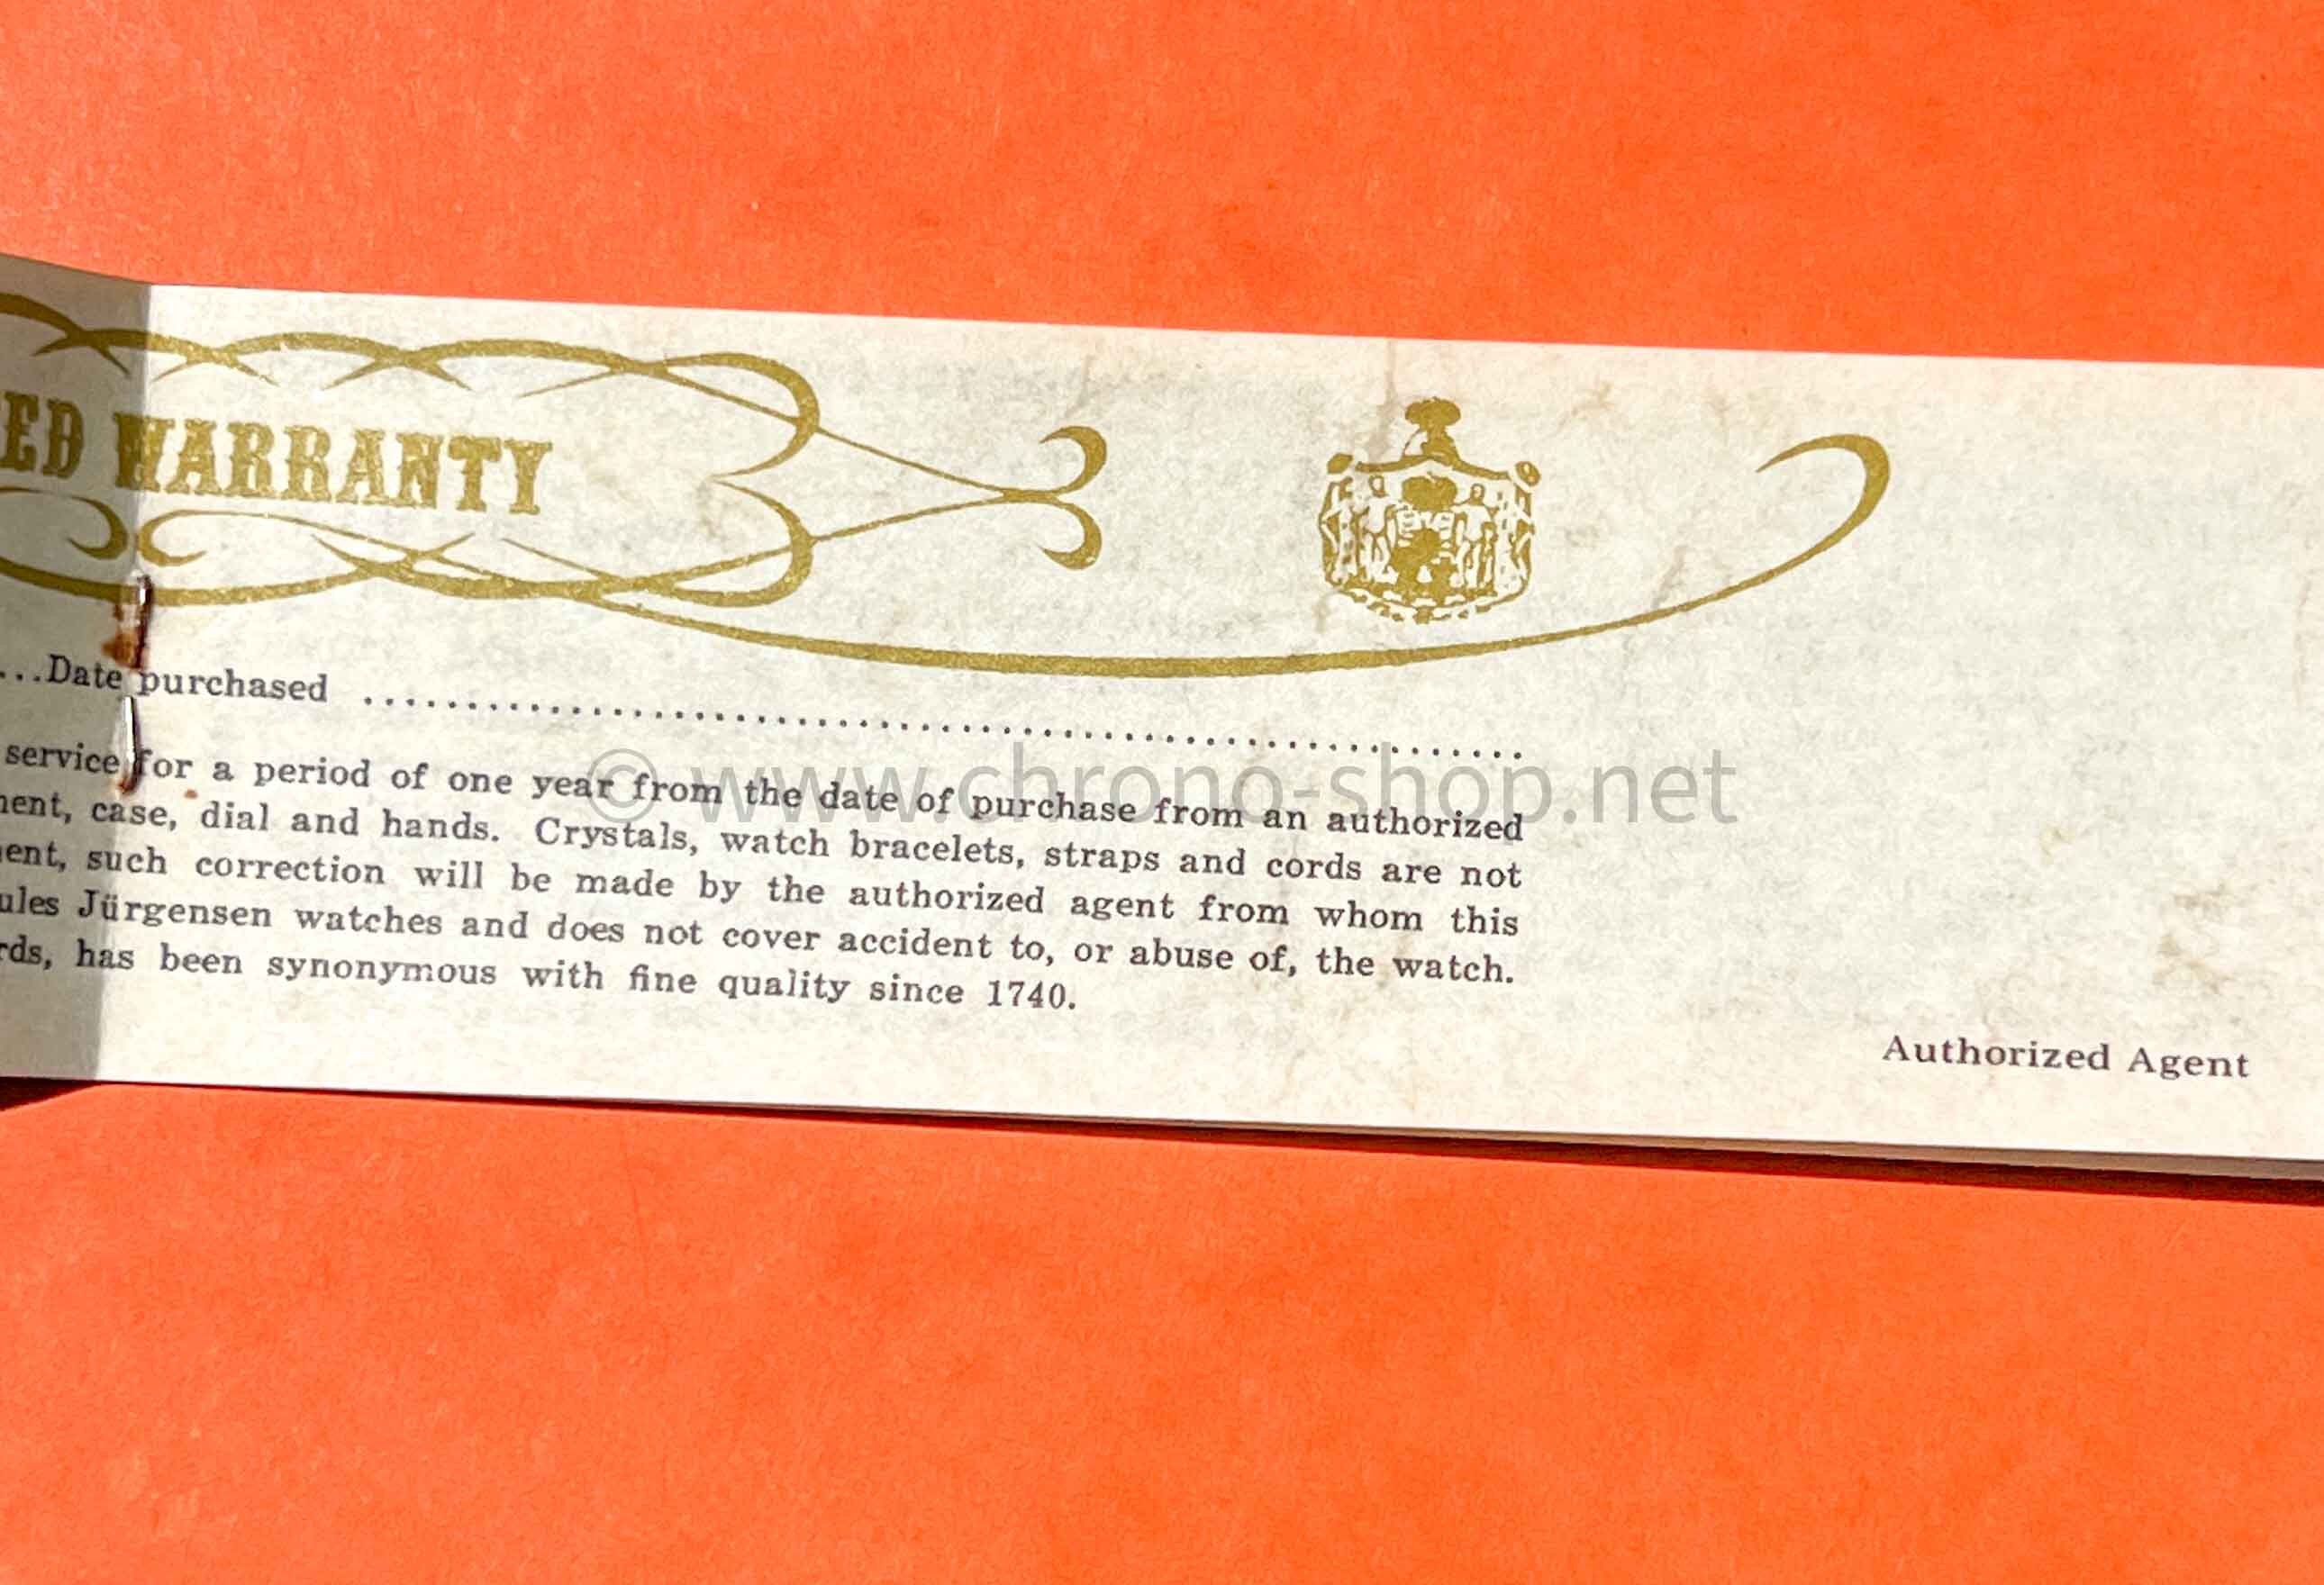 ED WARRANTY
...Date purchased ........................................................
service for a period of one year from the date of purchase from an authorized
ent, case, dial and hands. Crystals, watch bracelets, straps and cords are not
ent, such correction will be made by the authorized agent from whom this
ules Jürgensen watches and does not cover accident to, or abuse of, the watch.
rds, has been synonymous with fine quality since 1740.
Authorized Agent
© www.chrono-shop.net